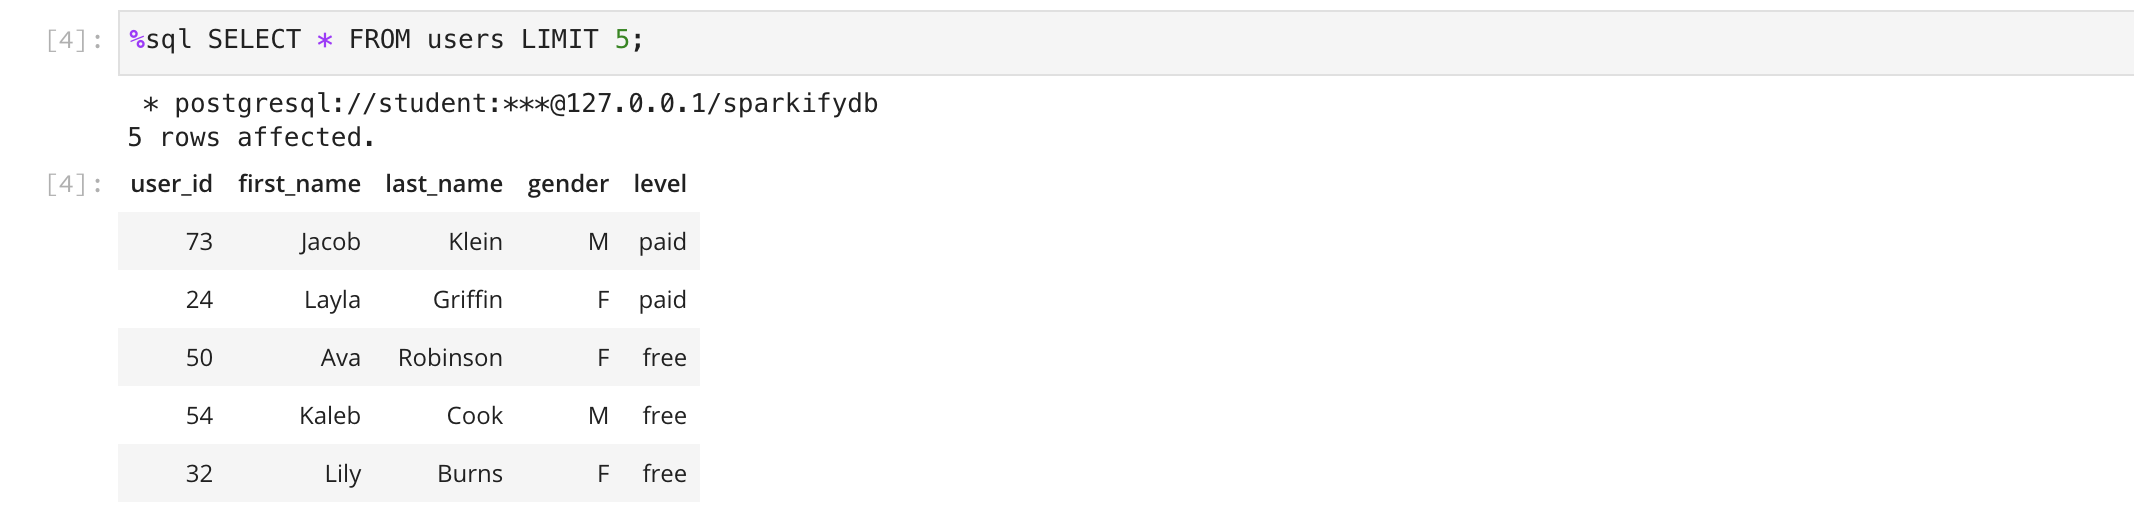 [4]: %sql SELECT * FROM users LIMIT 5;
* postgresql://student:***@127.0.0.1/sparkifydb
5 rows affected.
[4]: user_id first_name last_name gender level
73 Jacob Klein M paid
24 Layla Griffin F paid
50 Ava Robinson F free
54 Kaleb Cook M free
32 Lily Burns F free